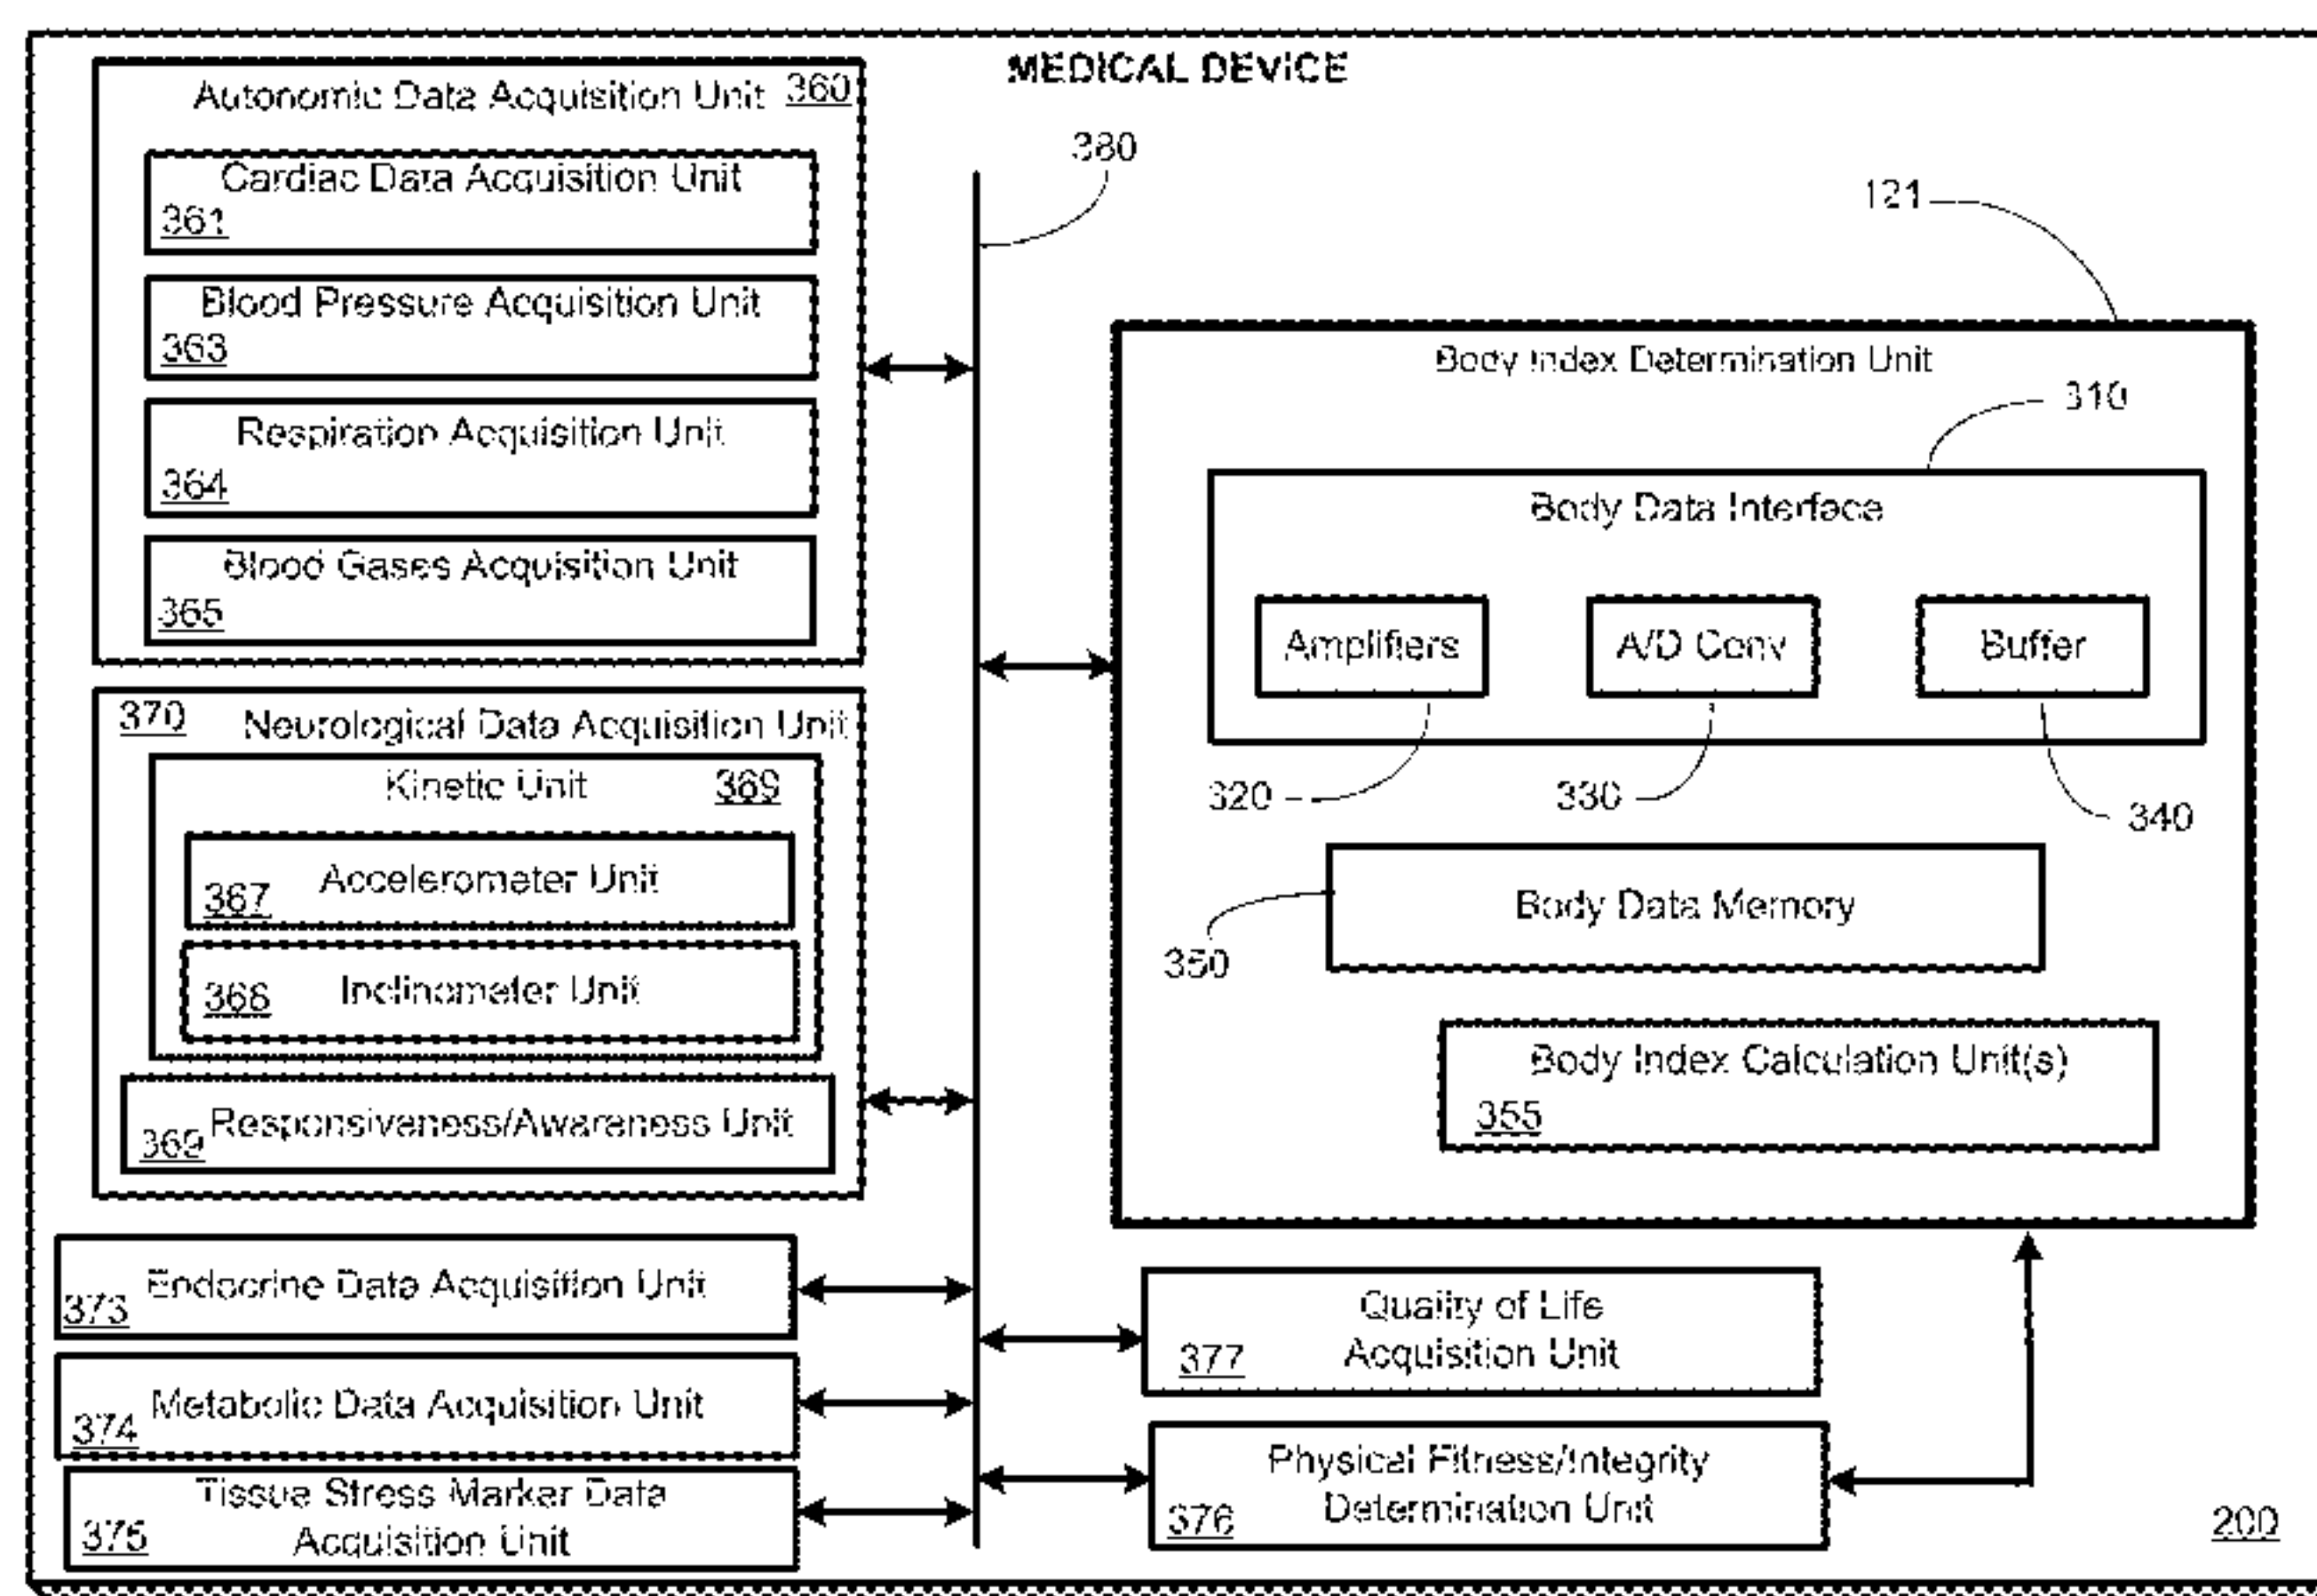 MEDICAL DEVICE
Autonomic Data Acquisition Unit 360
Cardiac Data Acquisition Unit
361
Blood Pressure Acquisition Unit
363
Respiration Acquisition Unit
364
Blood Gases Acquisition Unit
365
370 Neurological Data Acquisition Unit
Kinetic Unit 369
Accelerometer Unit
367
Inclinometer Unit
368
Responsiveness/Awareness Unit
369
Endocrine Data Acquisition Unit
373
Metabolic Data Acquisition Unit
374
Tissue Stress Marker Data
Acquisition Unit
375
380
121
Body Index Determination Unit
310
Body Data Interface
Amplifiers
A/D Conv
Buffer
320
330
340
Body Data Memory
350
Body Index Calculation Unit(s)
355
Quality of Life
Acquisition Unit
377
Physical Fitness/Integrity
Determination Unit
376
200